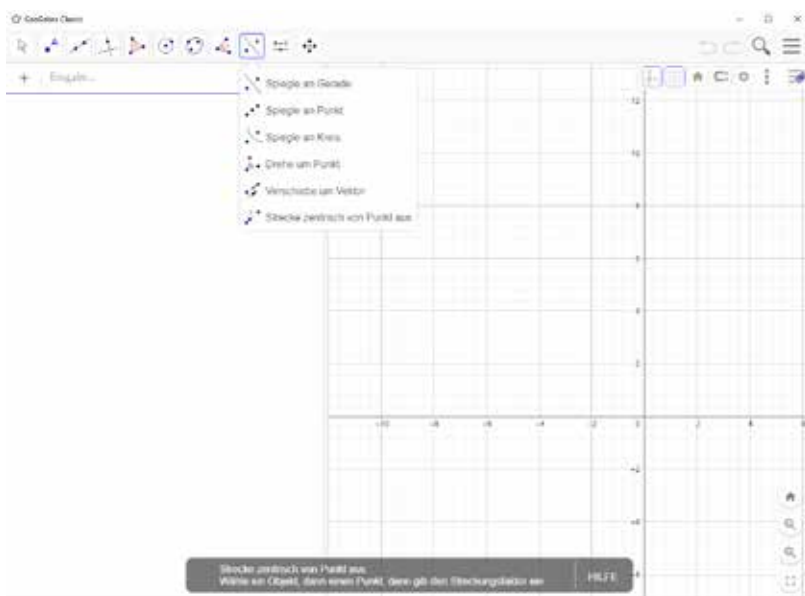 GeoGebra Classic
Eingabe...
Spiegle an Gerade
Spiegle an Punkt
Spiegle an Kreis
Drehe um Punkt
Verschiebe um Vektor
Strecke zentrisch von Punkt aus
12
10
8
6
4
2
-10 -8 -6 -4 -2 0 2 4 6
-2
-4
-6
Strecke zentrisch von Punkt aus
Wähle ein Objekt, dann einen Punkt, dann gib den Streckungsfaktor ein
HILFE